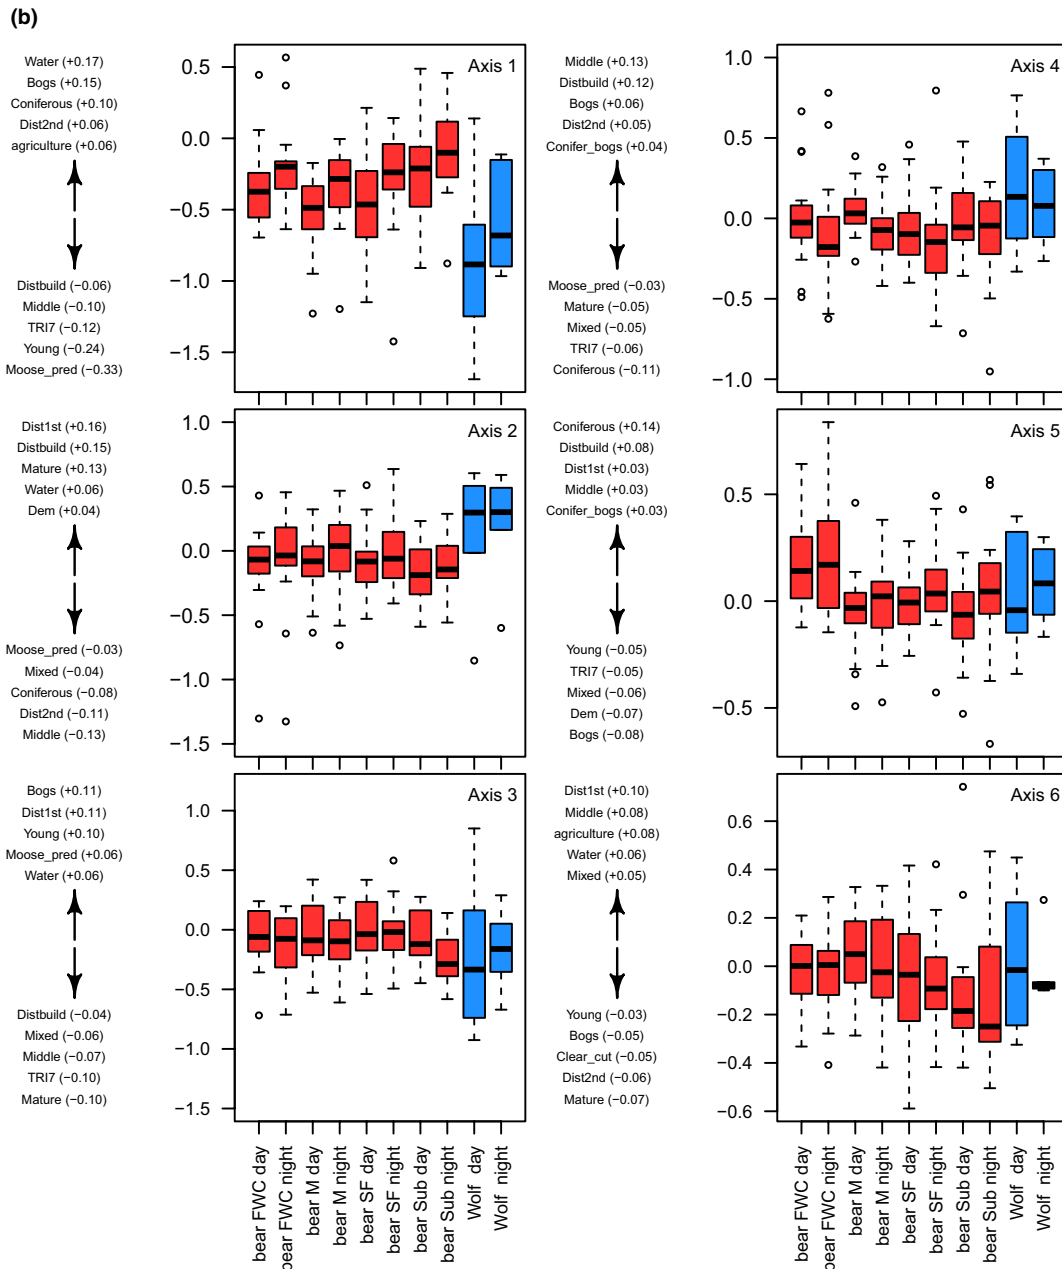 (b)
Water (+0.17)
Bogs (+0.15)
Coniferous (+0.10)
Dist2nd (+0.06)
agriculture (+0.06)
Distbuild (−0.06)
Middle (−0.10)
TRI7 (−0.12)
Young (−0.24)
Moose_pred (−0.33)
0.5
0.0
−0.5
−1.0
−1.5
Axis 1
Middle (+0.13)
Distbuild (+0.12)
Bogs (+0.06)
Dist2nd (+0.05)
Conifer_bogs (+0.04)
Moose_pred (−0.03)
Mature (−0.05)
Mixed (−0.05)
TRI7 (−0.06)
Coniferous (−0.11)
1.0
0.5
0.0
−0.5
−1.0
Axis 4
Dist1st (+0.16)
Distbuild (+0.15)
Mature (+0.13)
Water (+0.06)
Dem (+0.04)
Moose_pred (−0.03)
Mixed (−0.04)
Coniferous (−0.08)
Dist2nd (−0.11)
Middle (−0.13)
1.0
0.5
0.0
−0.5
−1.0
−1.5
Axis 2
Coniferous (+0.14)
Distbuild (+0.08)
Dist1st (+0.03)
Middle (+0.03)
Conifer_bogs (+0.03)
Young (−0.05)
TRI7 (−0.05)
Mixed (−0.06)
Dem (−0.07)
Bogs (−0.08)
0.5
0.0
−0.5
Axis 5
Bogs (+0.11)
Dist1st (+0.11)
Young (+0.10)
Moose_pred (+0.06)
Water (+0.06)
Distbuild (−0.04)
Mixed (−0.06)
Middle (−0.07)
TRI7 (−0.10)
Mature (−0.10)
1.0
0.5
0.0
−0.5
−1.0
−1.5
Axis 3
Dist1st (+0.10)
Middle (+0.08)
agriculture (+0.08)
Water (+0.06)
Mixed (+0.05)
Young (−0.03)
Bogs (−0.05)
Clear_cut (−0.05)
Dist2nd (−0.06)
Mature (−0.07)
0.6
0.4
0.2
0.0
−0.2
−0.4
−0.6
Axis 6
bear FWC day
bear FWC night
bear M day
bear M night
bear SF day
bear SF night
bear Sub day
bear Sub night
Wolf day
Wolf night
bear FWC day
bear FWC night
bear M day
bear M night
bear SF day
bear SF night
bear Sub day
bear Sub night
Wolf day
Wolf night